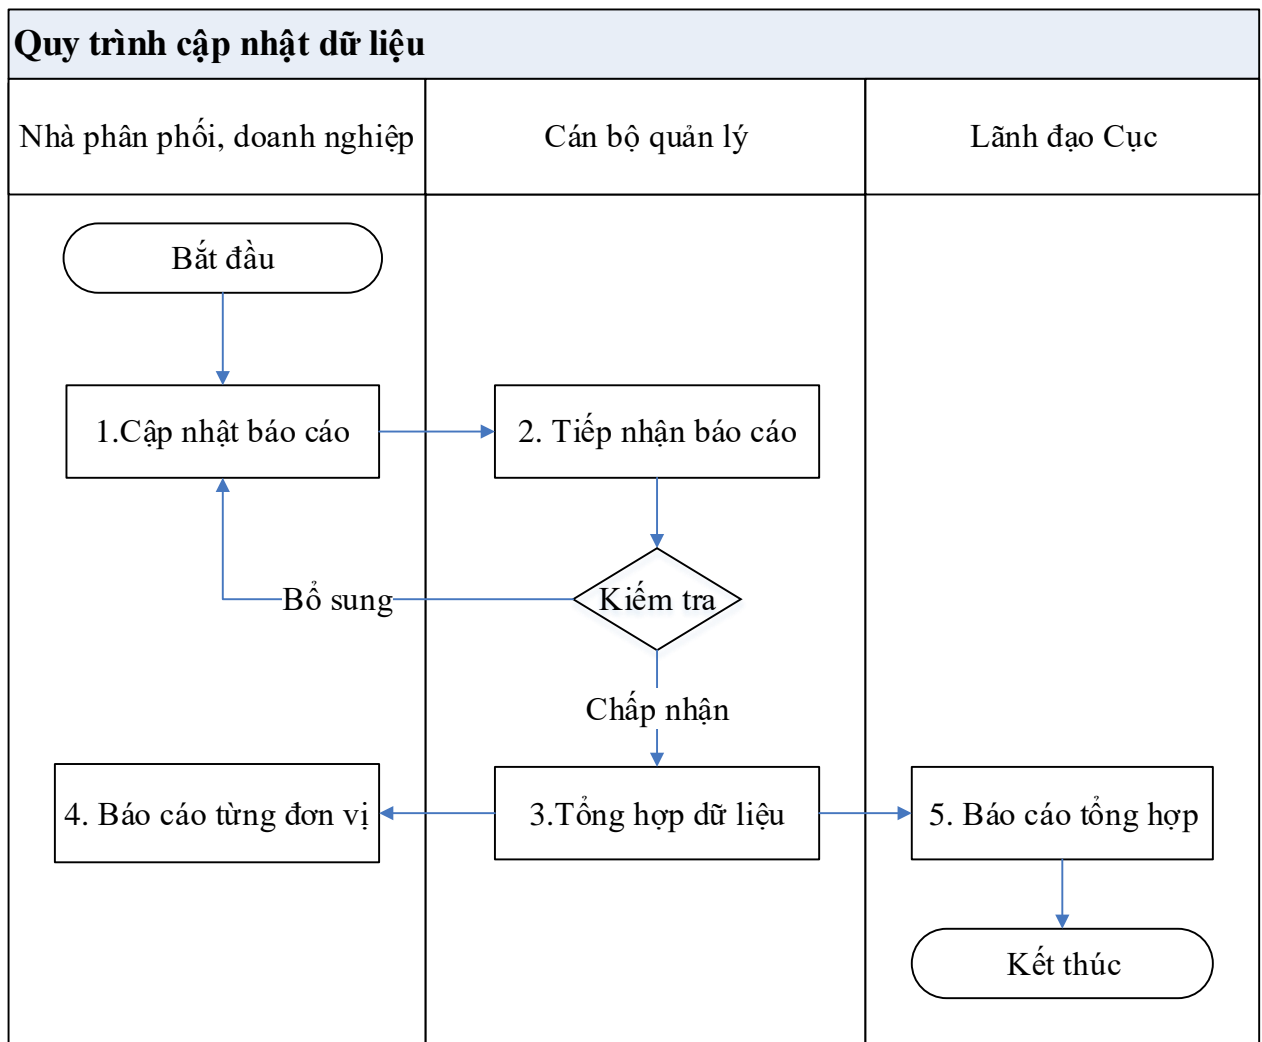 Quy trình cập nhật dữ liệu
Nhà phân phối, doanh nghiệp
Cán bộ quản lý
Lãnh đạo Cục
Bắt đầu
1.Cập nhật báo cáo
2. Tiếp nhận báo cáo
Bổ sung
Kiếm tra
Chấp nhận
4. Báo cáo từng đơn vị
3.Tổng hợp dữ liệu
5. Báo cáo tổng hợp
Kết thúc